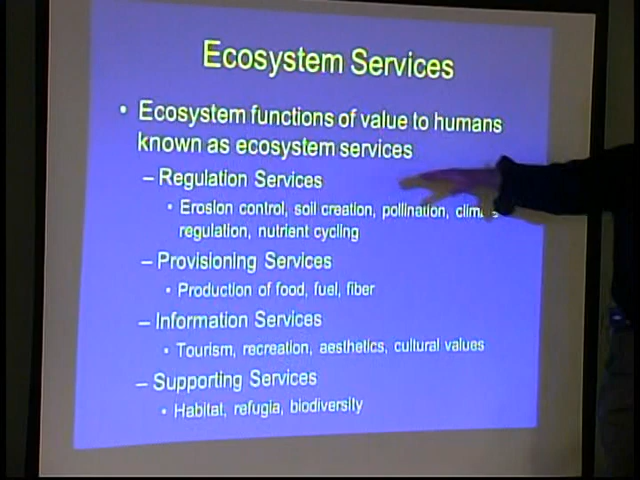 Ecosystem Services
• Ecosystem functions of value to humans
known as ecosystem services
– Regulation Services
• Erosion control, soil creation, pollination,
regulation, nutrient cycling
– Provisioning Services
• Production of food, fuel, fiber
– Information Services
• Tourism, recreation, aesthetics, cultural values
– Supporting Services
• Habitat, refugia, biodiversity